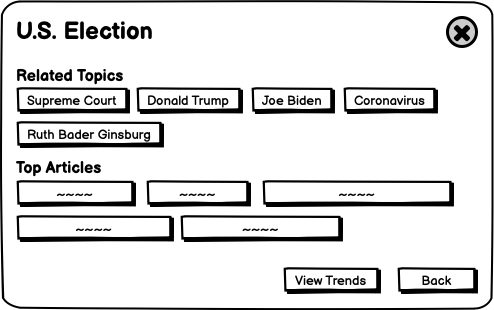 U.S. Election
Related Topics
Supreme Court Donald Trump Joe Biden Coronavirus
Ruth Bader Ginsburg
Top Articles
~~~~ ~~~~ ~~~~
~~~~ ~~~~
View Trends Back